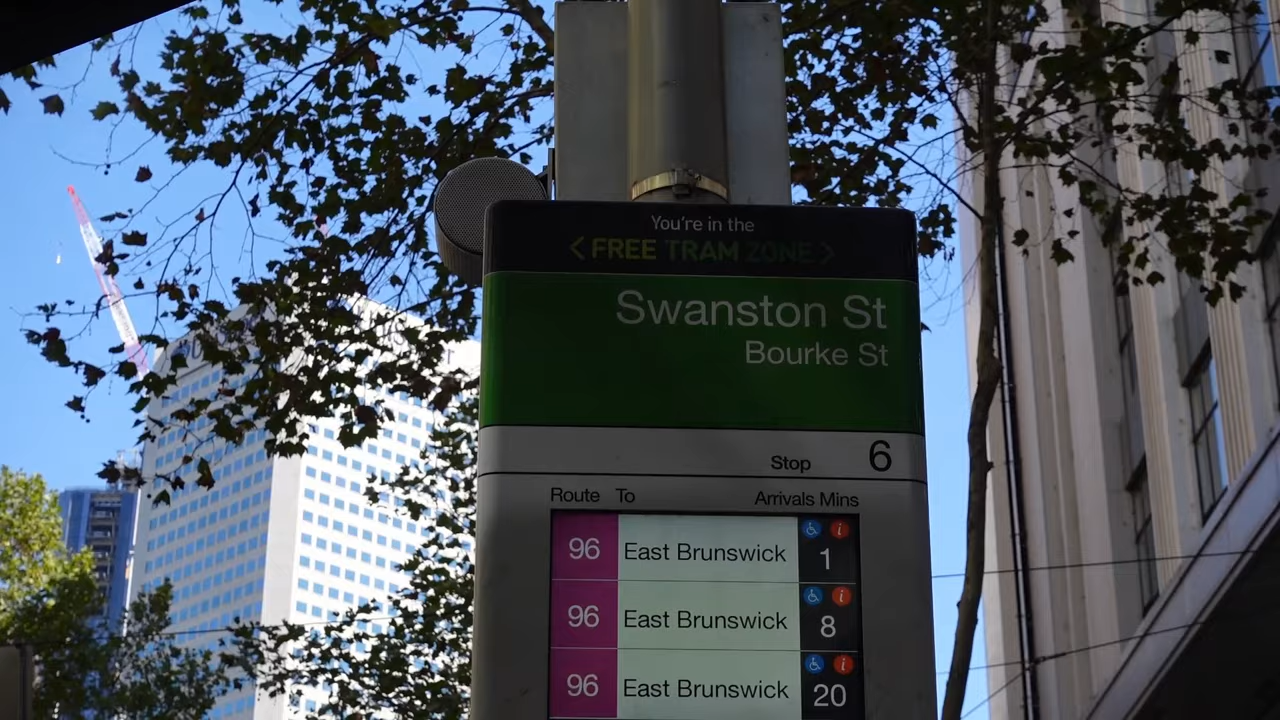 You're in the
< FREE TRAM ZONE >
Swanston St
Bourke St
Stop 6
Route To Arrivals Mins
96 East Brunswick 1
96 East Brunswick 8
96 East Brunswick 20